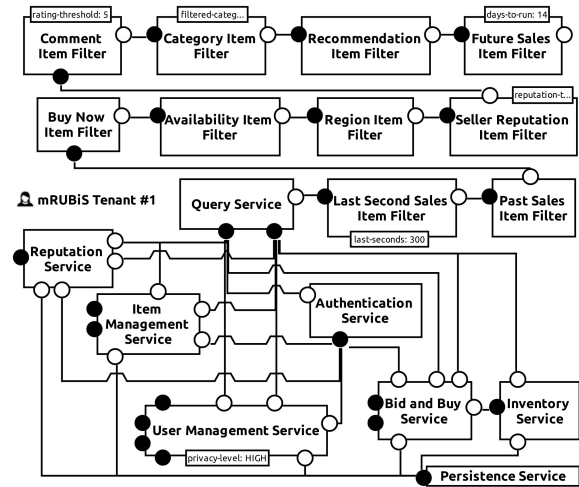 rating-threshold: 5
filtered-categ...
days-to-run: 14
Comment
Item Filter
Category Item
Filter
Recommendation
Item Filter
Future Sales
Item Filter
reputation-t...
Buy Now
Item Filter
Availability Item
Filter
Region Item
Filter
Seller Reputation
Item Filter
mRUBiS Tenant #1
Query Service
Last Second Sales
Item Filter
Past Sales
Item Filter
last-seconds: 300
Reputation
Service
Item
Management
Service
Authentication
Service
User Management Service
privacy-level: HIGH
Bid and Buy
Service
Inventory
Service
Persistence Service